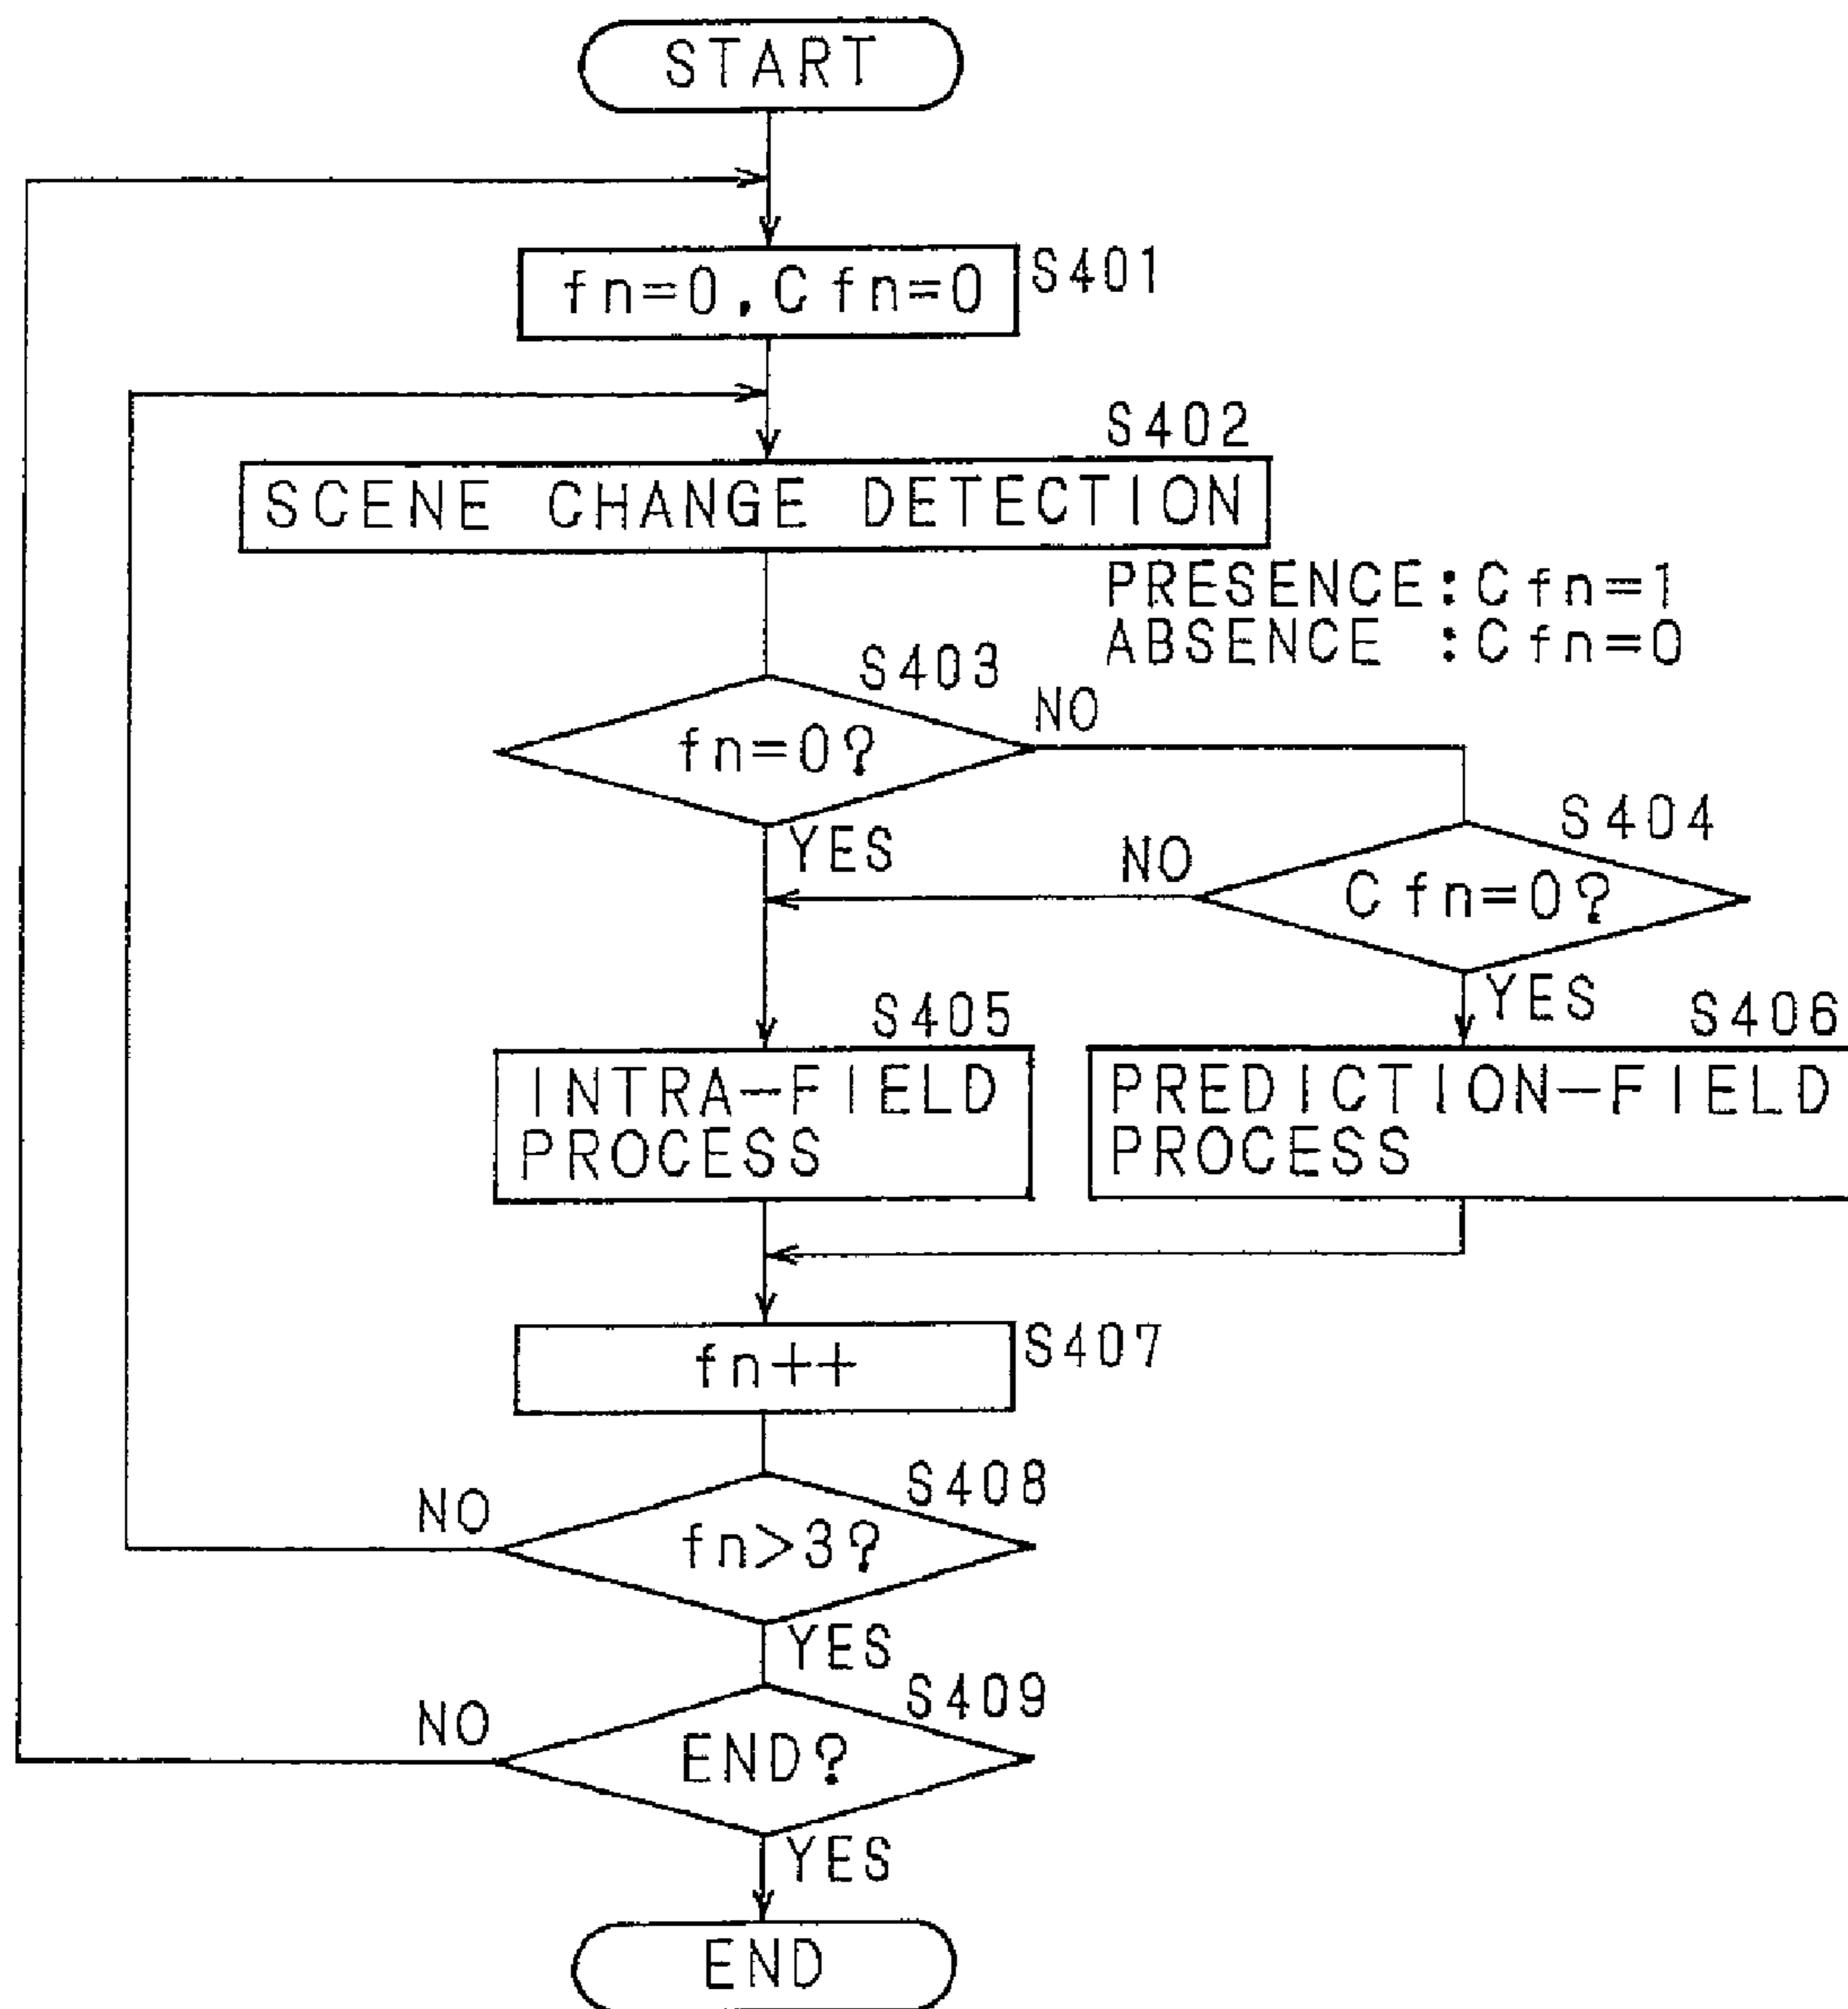 START
fn=0,Cfn=0
S401
S402
SCENE CHANGE DETECTION
PRESENCE:Cfn=1
ABSENCE :Cfn=0
S403
fn=0?
NO
YES
S404
Cfn=0?
NO
YES
S405
INTRA-FIELD
PROCESS
S406
PREDICTION-FIELD
PROCESS
fn++
S407
S408
fn>3?
NO
YES
S409
END?
NO
YES
END